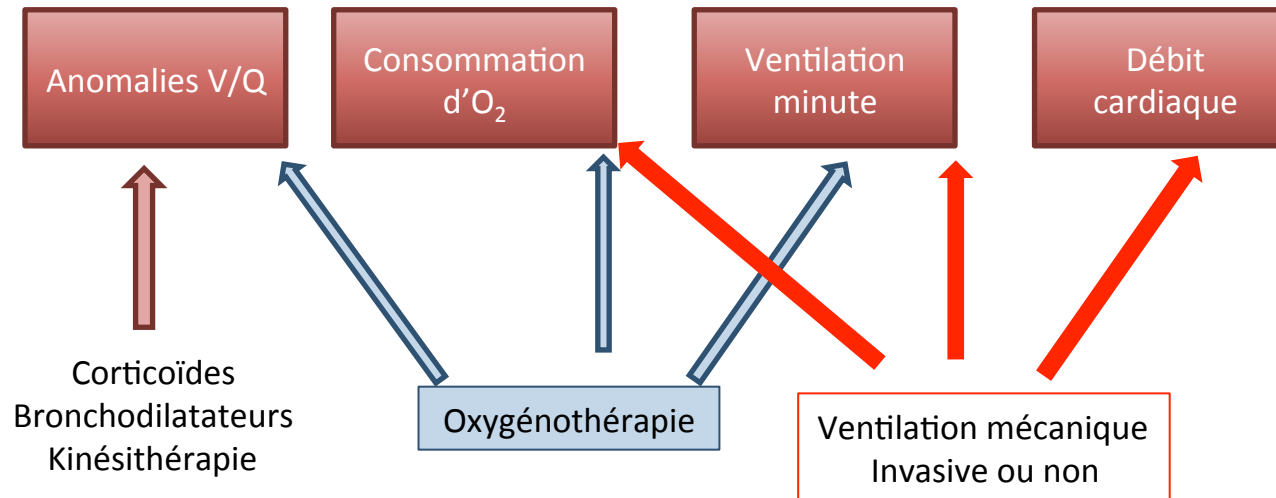 Anomalies V/Q
Consommation
d’O₂
Ventilation
minute
Débit
cardiaque
Corticoïdes
Bronchodilatateurs
Kinésithérapie
Oxygénothérapie
Ventilation mécanique
Invasive ou non